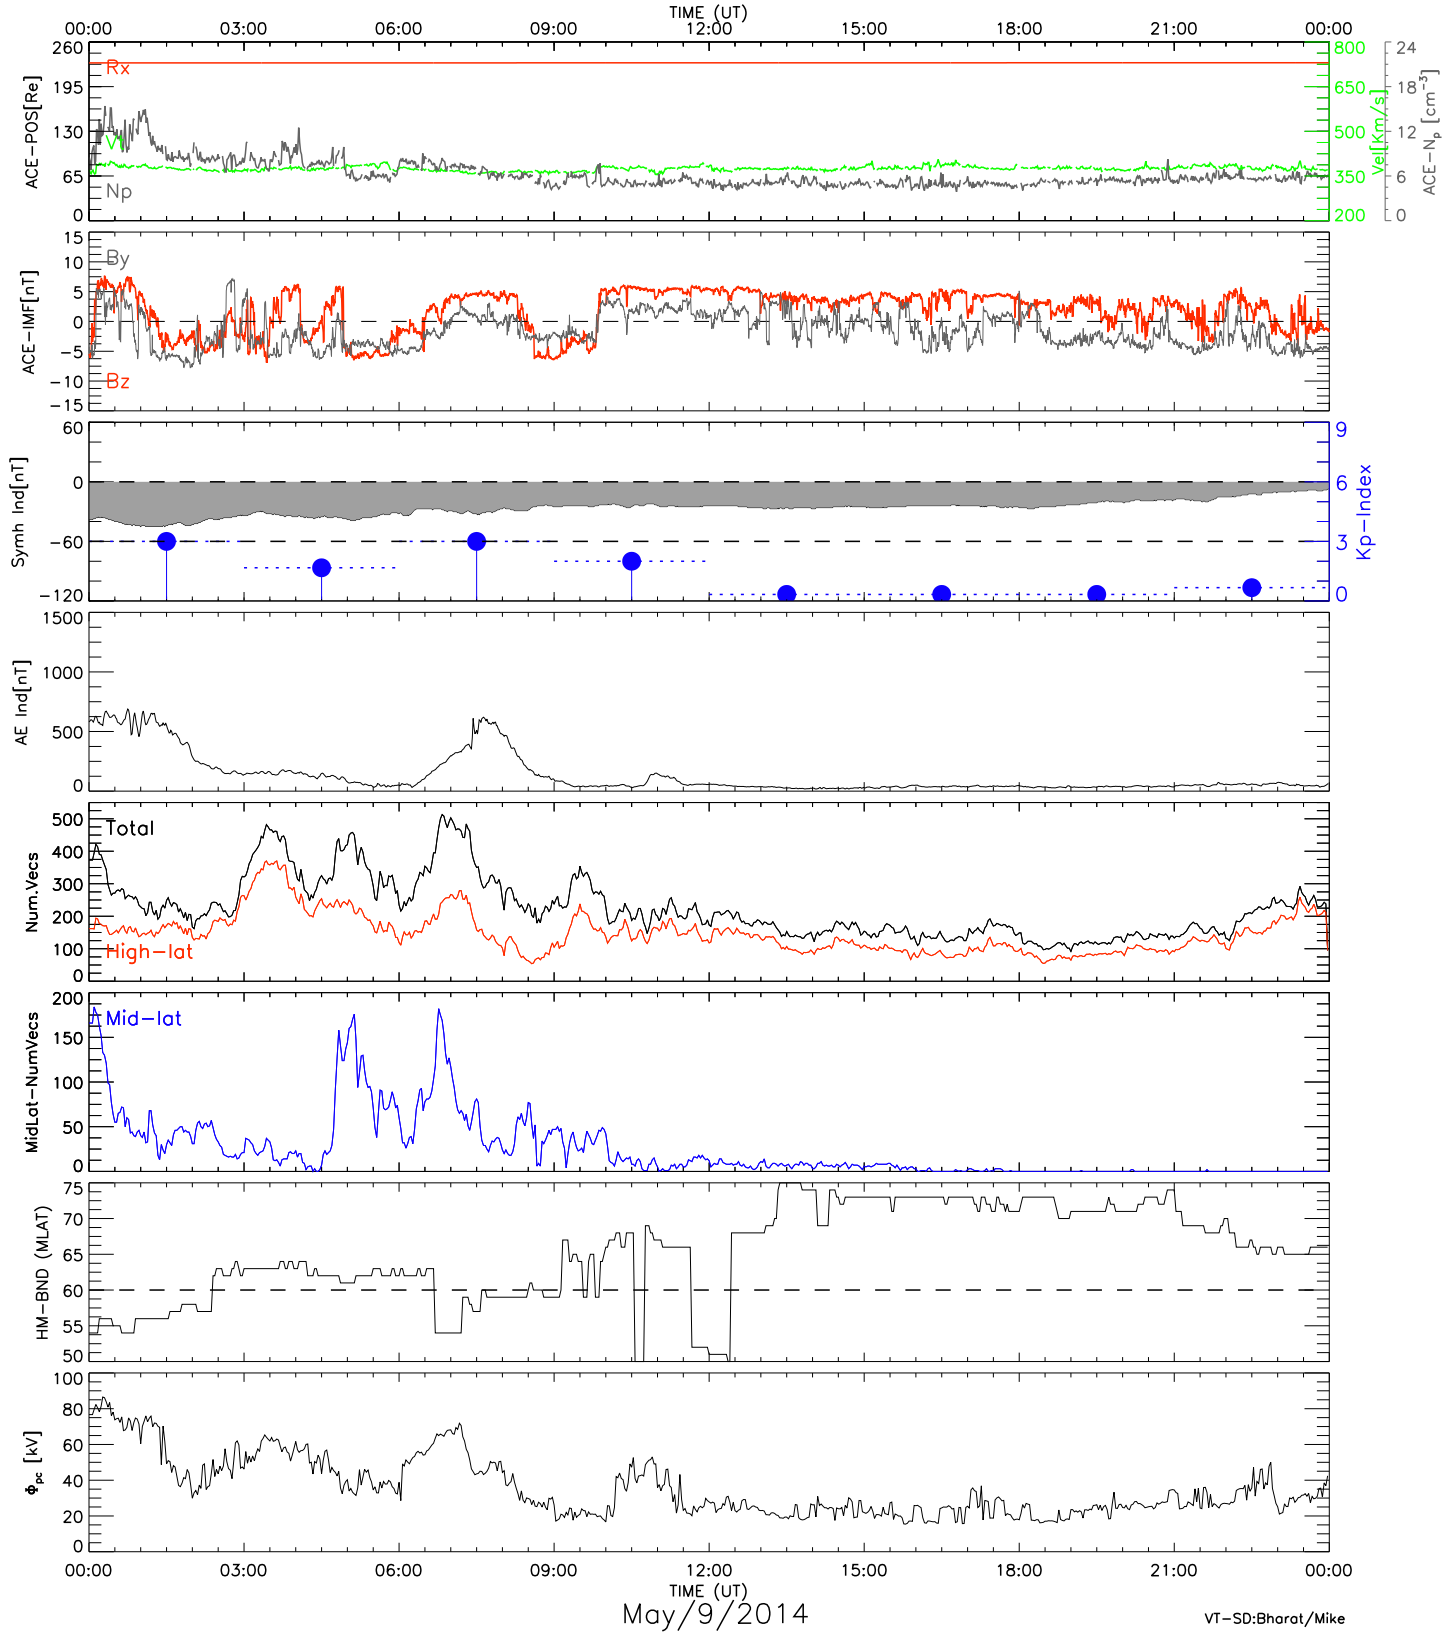 TIME (UT)
00:00 03:00 06:00 09:00 12:00 15:00 18:00 21:00 00:00
ACE-POS[Re]
260
195
130
65
0
Rx
V
Np
800
650
500
350
200
Vel[Km/s]
24
18
12
6
0
ACE-Np [cm-3]
ACE-IMF[nT]
15
10
5
0
-5
-10
-15
By
Bz
Symh Ind[nT]
60
0
-60
-120
9
6
3
0
Kp-Index
AE Ind[nT]
1500
1000
500
0
Num.Vecs
500
400
300
200
100
0
Total
High-lat
MidLat-NumVecs
200
150
100
50
0
Mid-lat
HM-BND (MLAT)
75
70
65
60
55
50
Φpc [kV]
100
80
60
40
20
0
00:00 03:00 06:00 09:00 12:00 15:00 18:00 21:00 00:00
TIME (UT)
May/9/2014
VT-SD:Bharat/Mike